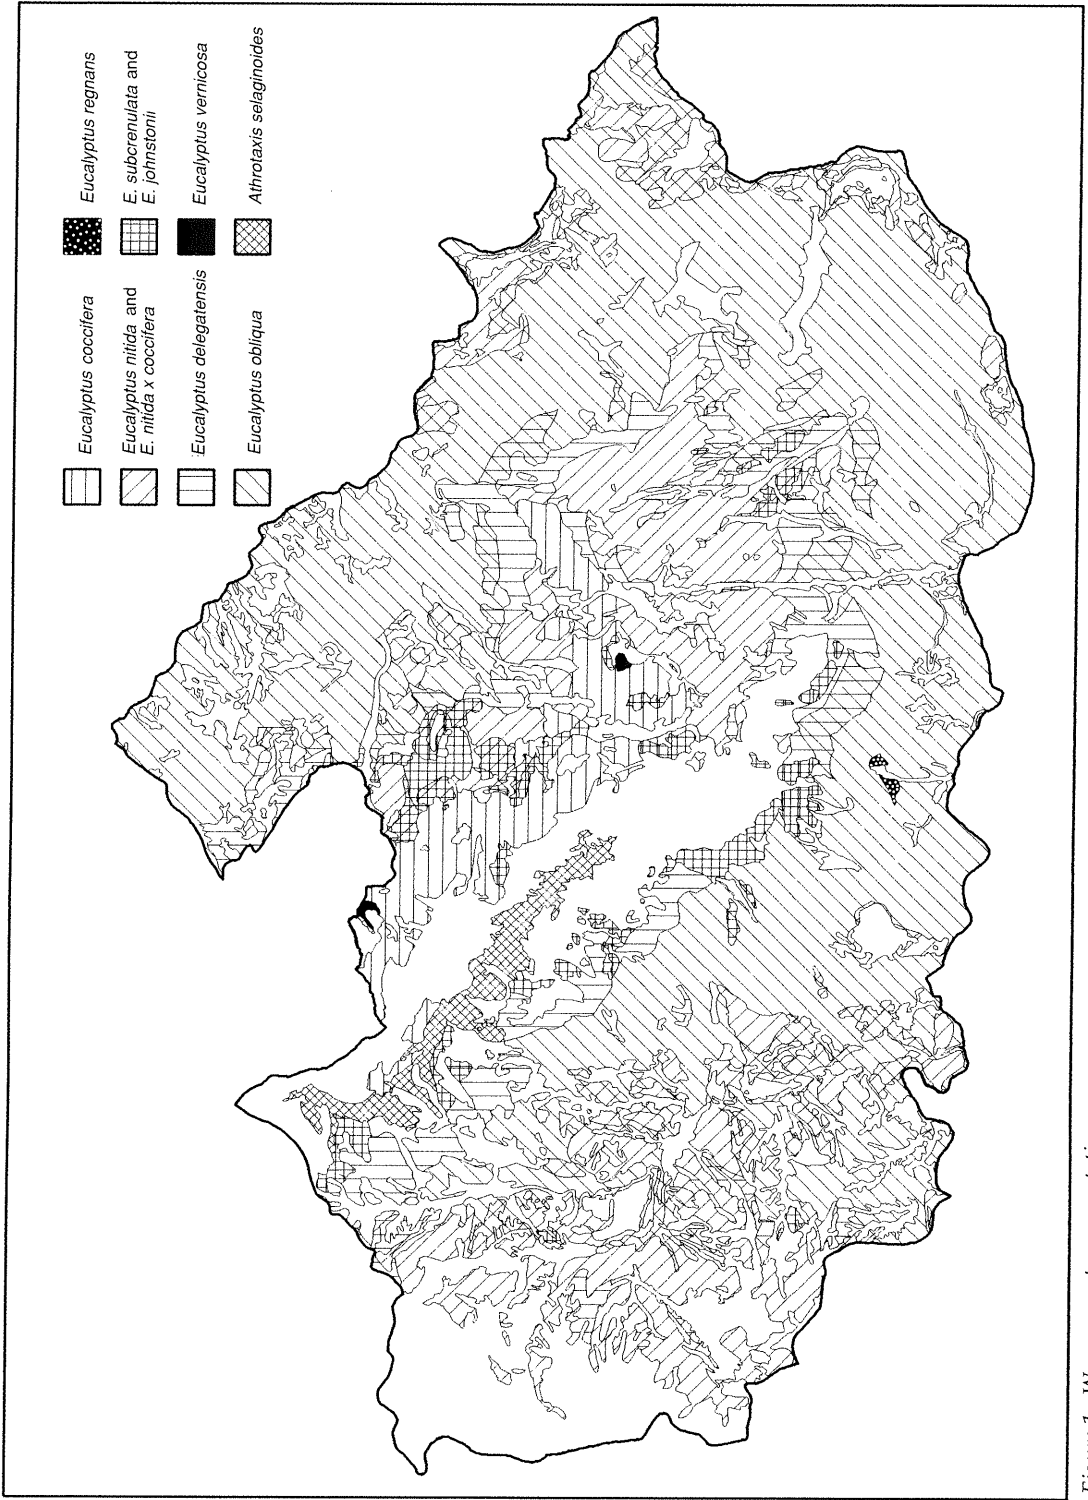 Eucalyptus coccifera
Eucalyptus nitida and
E. nitida x coccifera
Eucalyptus delegatensis
Eucalyptus obliqua
Eucalyptus regnans
E. subcrenulata and
E. johnstonii
Eucalyptus vernicosa
Athrotaxis selaginoides